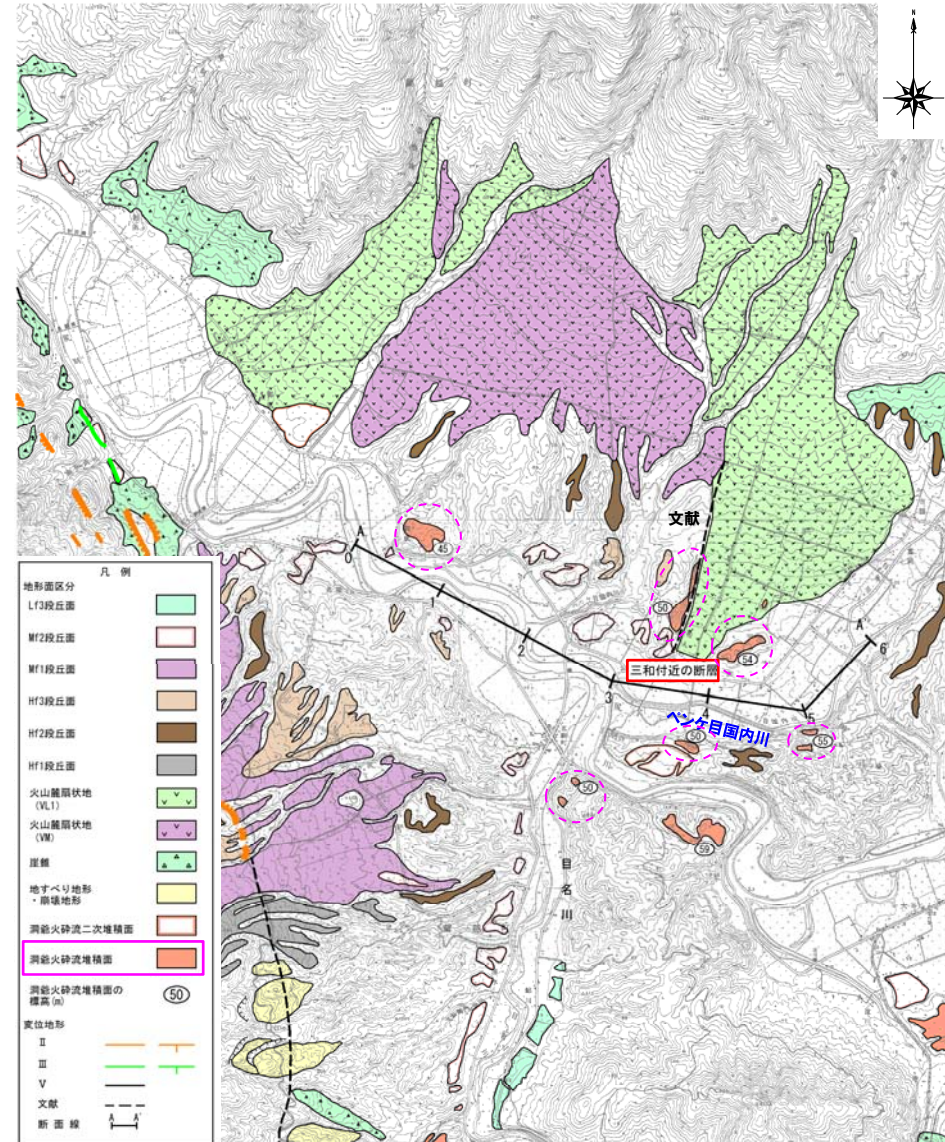 N
文献
A
0
45
1
2
50
54
A'
6
三和付近の断層
3
4
5
ペンケ目国内川
50
55
50
59
目名川
凡例
地形面区分
Lf3段丘面
Mf2段丘面
Mf1段丘面
Hf3段丘面
Hf2段丘面
Hf1段丘面
火山麓扇状地
(VL1)
火山麓扇状地
(VM)
崖錐
地すべり地形
・崩壊地形
洞爺火砕流二次堆積面
洞爺火砕流堆積面
洞爺火砕流堆積面の
標高(m)
50
変位地形
II
III
V
文献
断面線
A A'